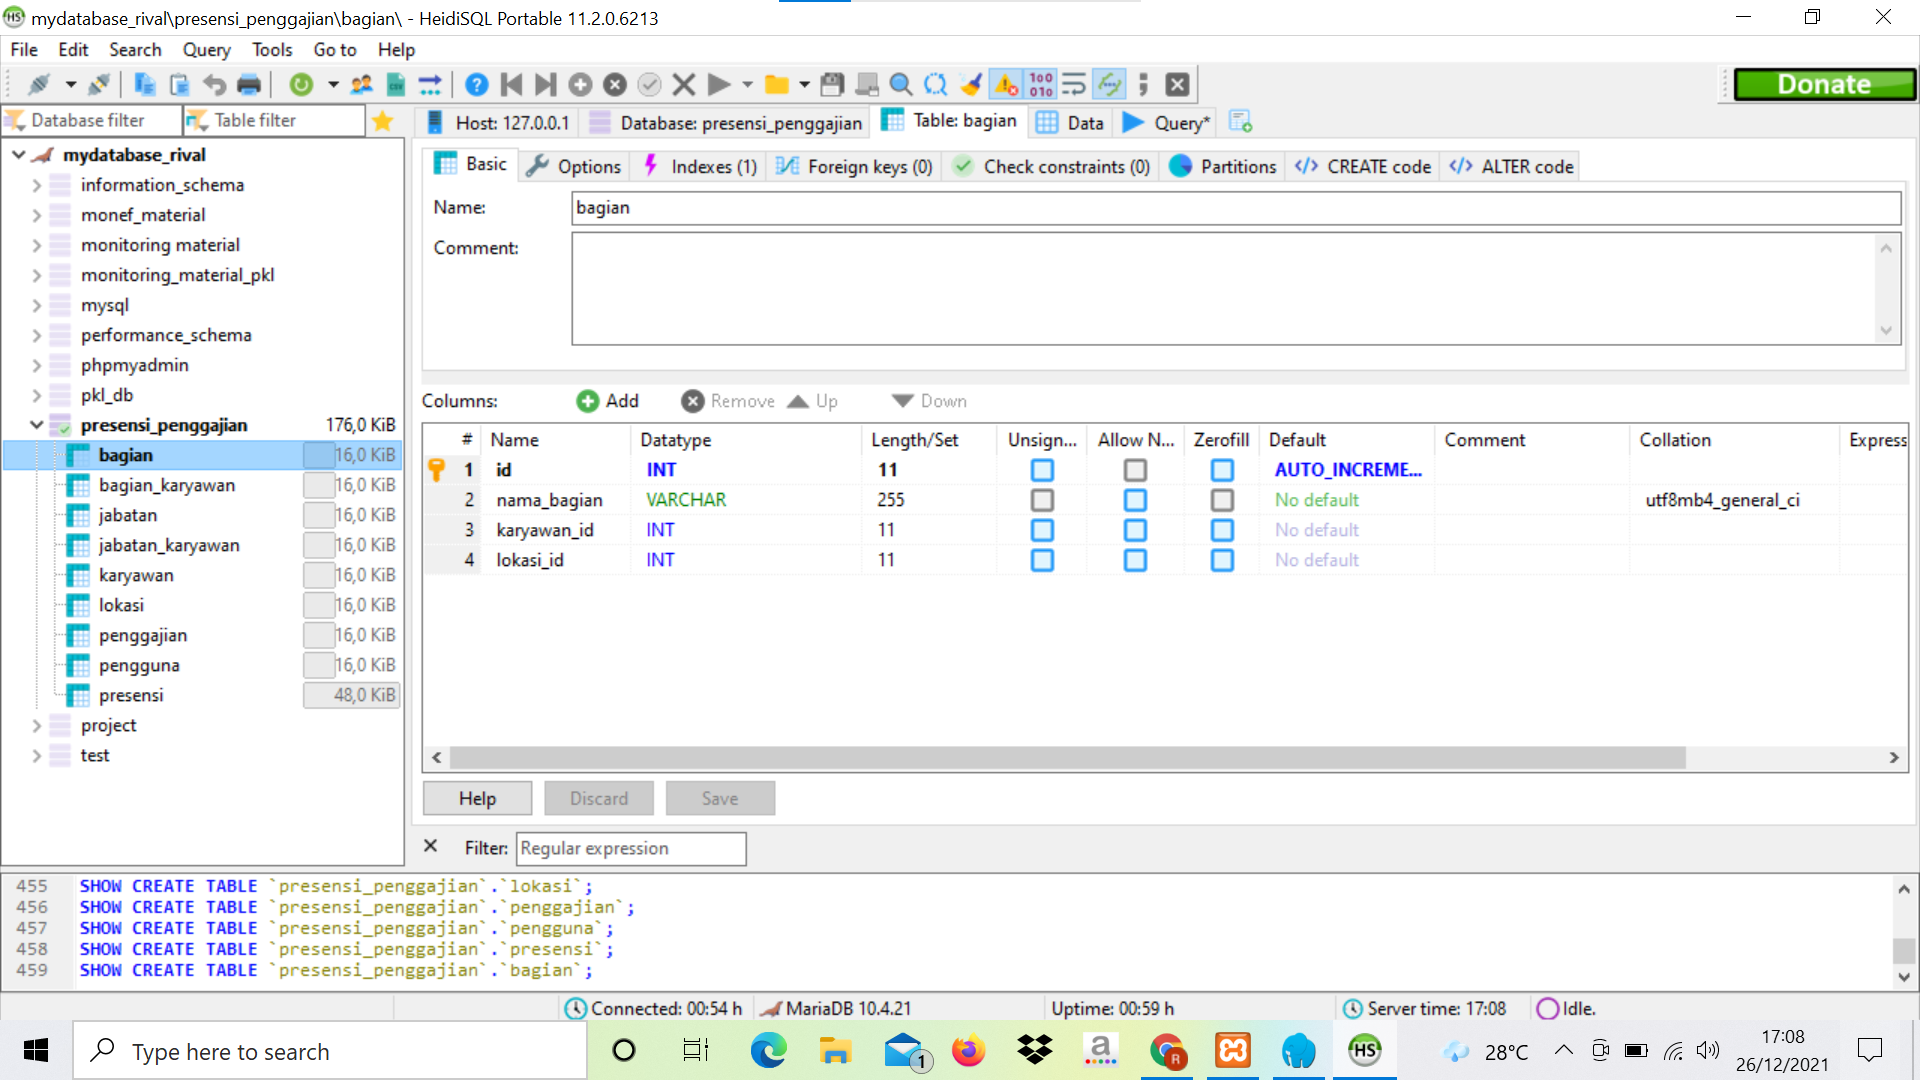 mydatabase_rival\presensi_penggajian\bagian\ - HeidiSQL Portable 11.2.0.6213
File Edit Search Query Tools Go to Help
Donate
Database filter Table filter
Host: 127.0.0.1 Database: presensi_penggajian Table: bagian Data Query*
Basic Options Indexes (1) Foreign keys (0) Check constraints (0) Partitions CREATE code ALTER code
Name: bagian
Comment:
mydatabase_rival
information_schema
monef_material
monitoring material
monitoring_material_pkl
mysql
performance_schema
phpmyadmin
pkl_db
presensi_penggajian 176,0 KiB
bagian 16,0 KiB
bagian_karyawan 16,0 KiB
jabatan 16,0 KiB
jabatan_karyawan 16,0 KiB
karyawan 16,0 KiB
lokasi 16,0 KiB
penggajian 16,0 KiB
pengguna 16,0 KiB
presensi 48,0 KiB
project
test
Columns: Add Remove Up Down
# Name Datatype Length/Set Unsign... Allow N... Zerofill Default Comment Collation Express
1 id INT 11 AUTO_INCREME...
2 nama_bagian VARCHAR 255 No default utf8mb4_general_ci
3 karyawan_id INT 11 No default
4 lokasi_id INT 11 No default
Help Discard Save
Filter: Regular expression
455 SHOW CREATE TABLE `presensi_penggajian`.`lokasi`;
456 SHOW CREATE TABLE `presensi_penggajian`.`penggajian`;
457 SHOW CREATE TABLE `presensi_penggajian`.`pengguna`;
458 SHOW CREATE TABLE `presensi_penggajian`.`presensi`;
459 SHOW CREATE TABLE `presensi_penggajian`.`bagian`;
Connected: 00:54 h MariaDB 10.4.21 Uptime: 00:59 h Server time: 17:08 Idle.
Type here to search
1
a
R
HS
28°C
17:08
26/12/2021